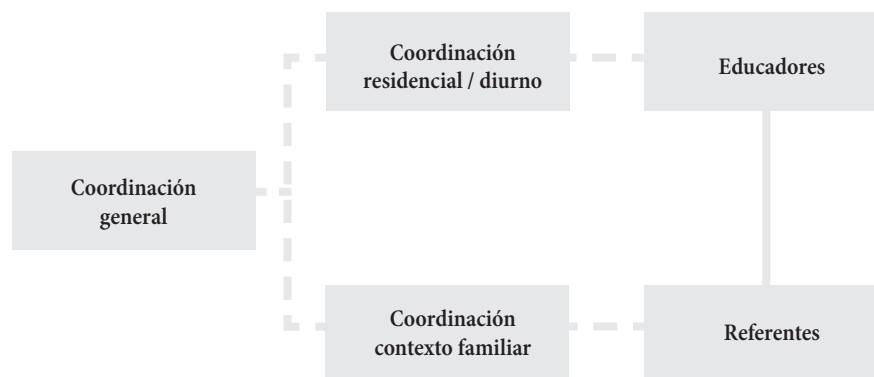 Coordinación
residencial / diurno
Educadores
Coordinación
general
Coordinación
contexto familiar
Referentes